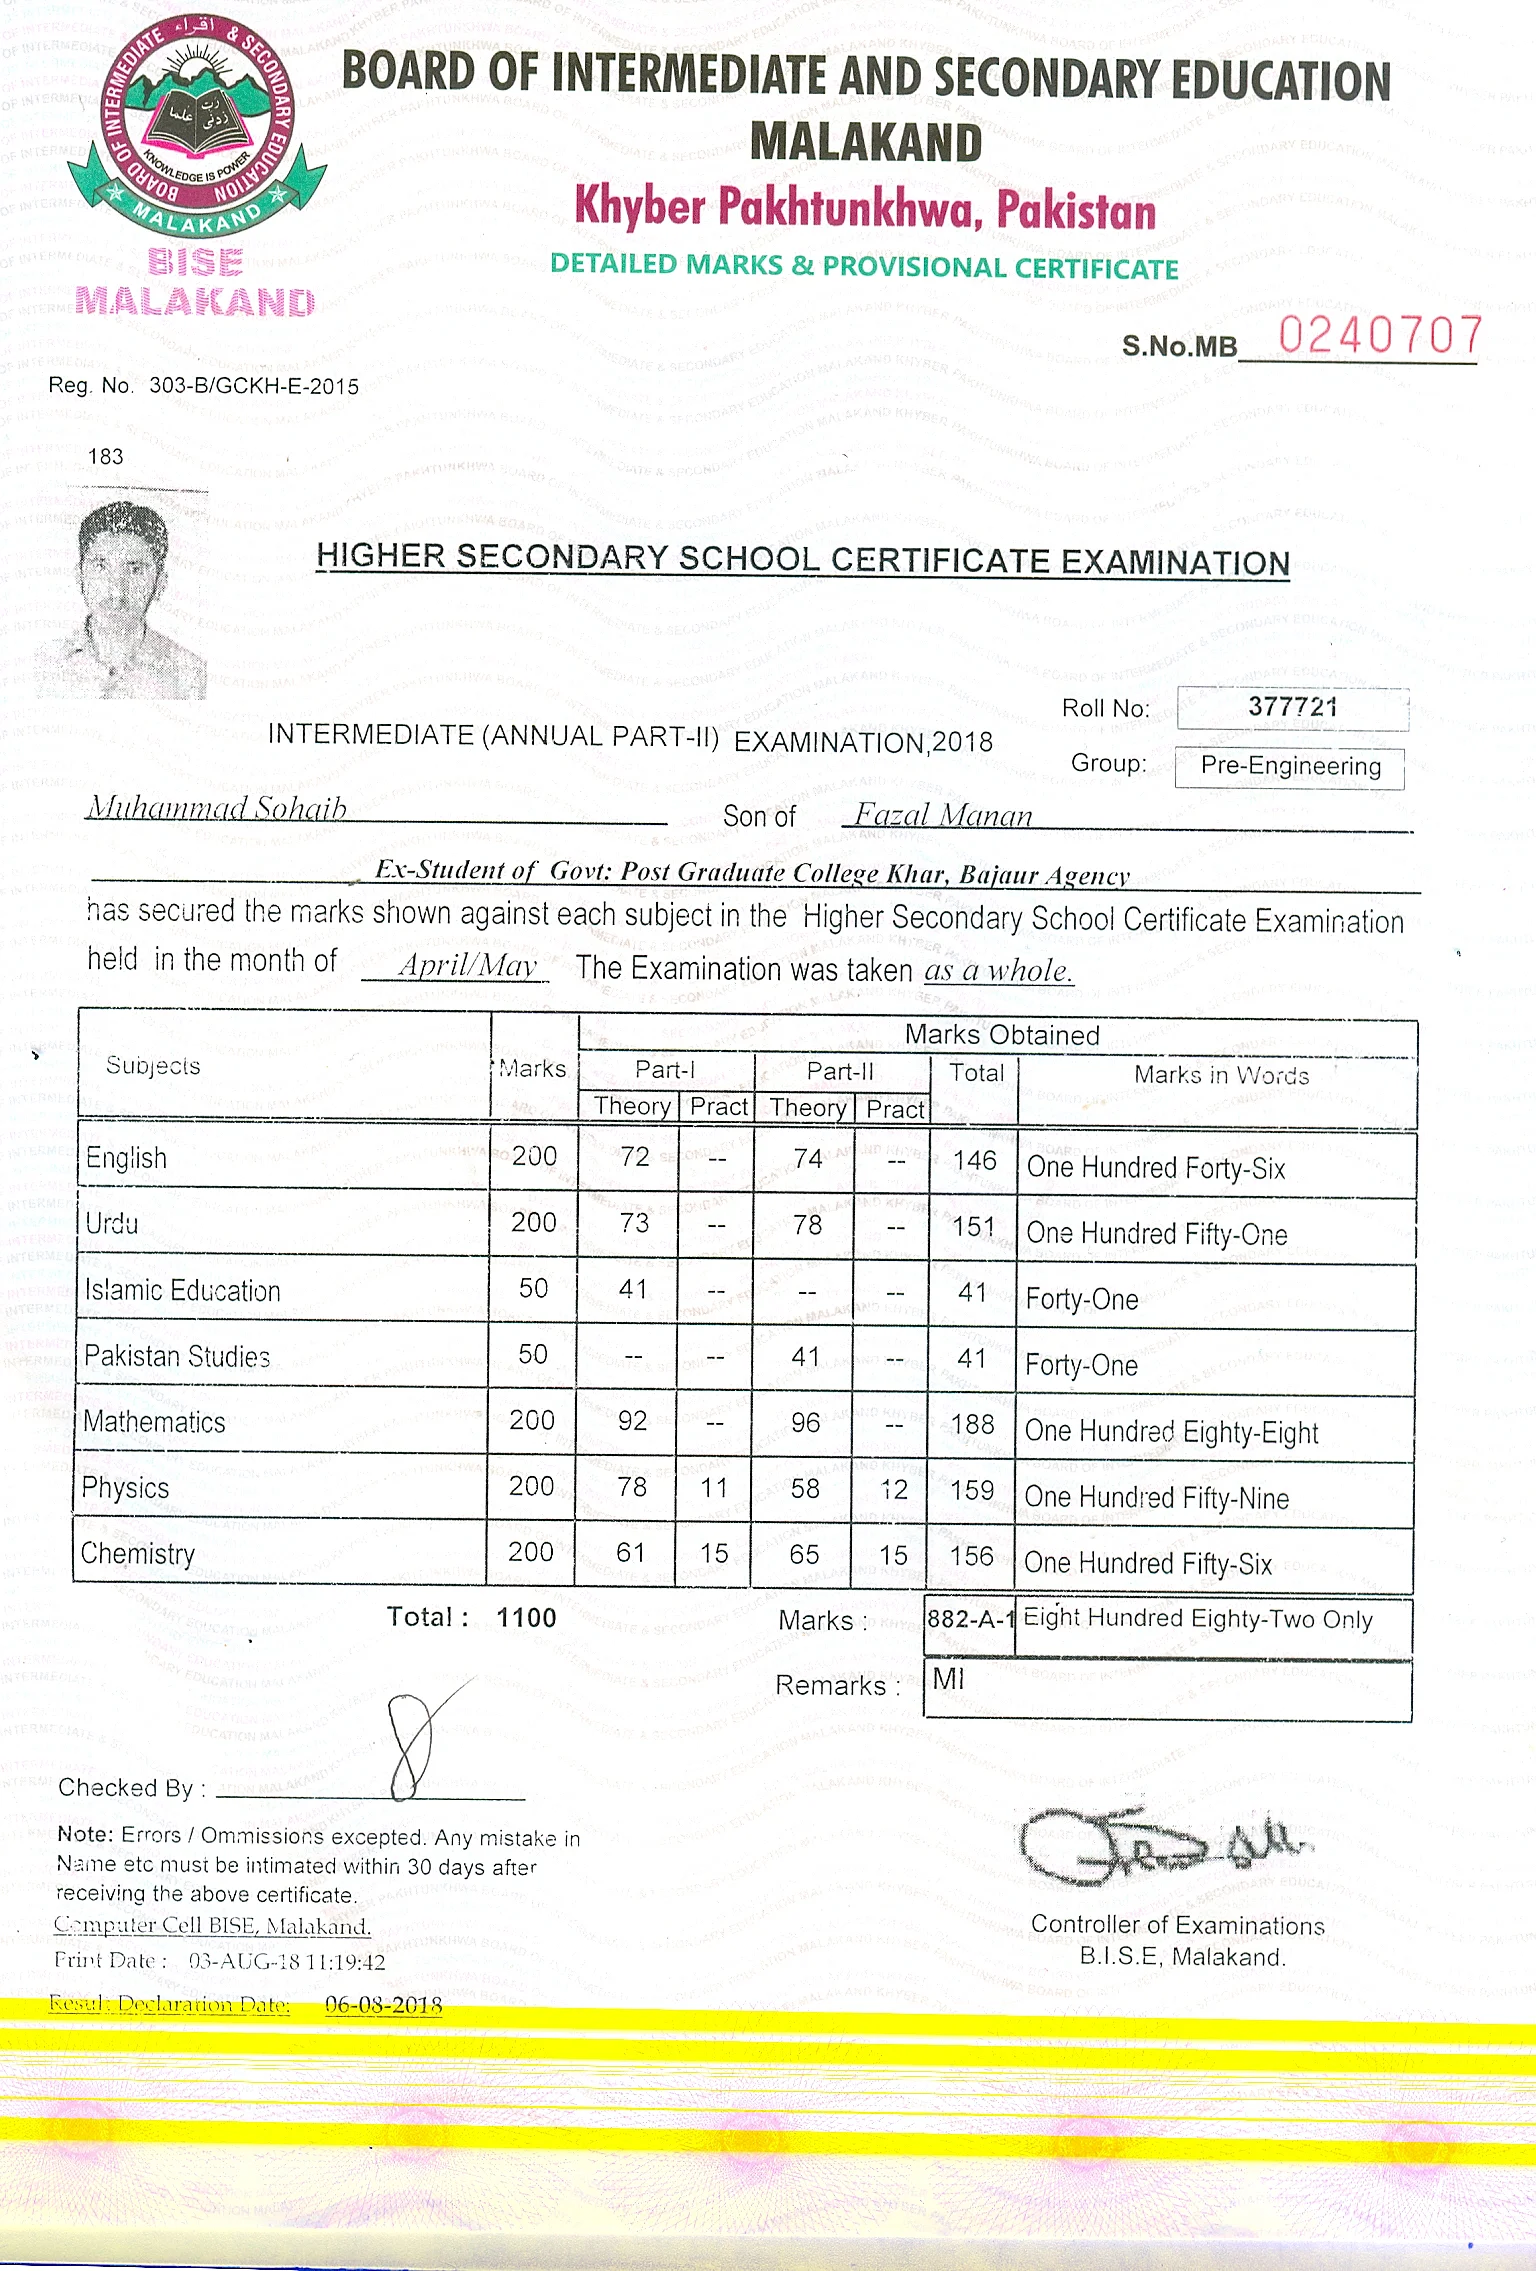 اقراء
BOARD OF INTERMEDIATE & SECONDARY EDUCATION
رب زدنی علما
KNOWLEDGE IS POWER
MALAKAND
BISE
MALAKAND
BOARD OF INTERMEDIATE AND SECONDARY EDUCATION
MALAKAND
Khyber Pakhtunkhwa, Pakistan
DETAILED MARKS & PROVISIONAL CERTIFICATE
S.No.MB 0240707
Reg. No. 303-B/GCKH-E-2015
183
HIGHER SECONDARY SCHOOL CERTIFICATE EXAMINATION
Roll No: 377721
INTERMEDIATE (ANNUAL PART-II) EXAMINATION,2018
Group: Pre-Engineering
Muhammad Sohaib Son of Fazal Manan
Ex-Student of Govt: Post Graduate College Khar, Bajaur Agency
has secured the marks shown against each subject in the Higher Secondary School Certificate Examination
held in the month of April/May The Examination was taken as a whole.
Subjects Marks Marks Obtained
Part-I Part-II Total Marks in Words
Theory Pract Theory Pract
English 200 72 -- 74 -- 146 One Hundred Forty-Six
Urdu 200 73 -- 78 -- 151 One Hundred Fifty-One
Islamic Education 50 41 -- -- -- 41 Forty-One
Pakistan Studies 50 -- -- 41 -- 41 Forty-One
Mathematics 200 92 -- 96 -- 188 One Hundred Eighty-Eight
Physics 200 78 11 58 12 159 One Hundred Fifty-Nine
Chemistry 200 61 15 65 15 156 One Hundred Fifty-Six
Total : 1100 Marks : 882-A-1 Eight Hundred Eighty-Two Only
Remarks : MI
Checked By :
Note: Errors / Ommissions excepted. Any mistake in
Name etc must be intimated within 30 days after
receiving the above certificate.
Computer Cell BISE, Malakand.
Print Date : 03-AUG-18 11:19:42
Result Declaration Date: 06-08-2018
Controller of Examinations
B.I.S.E, Malakand.